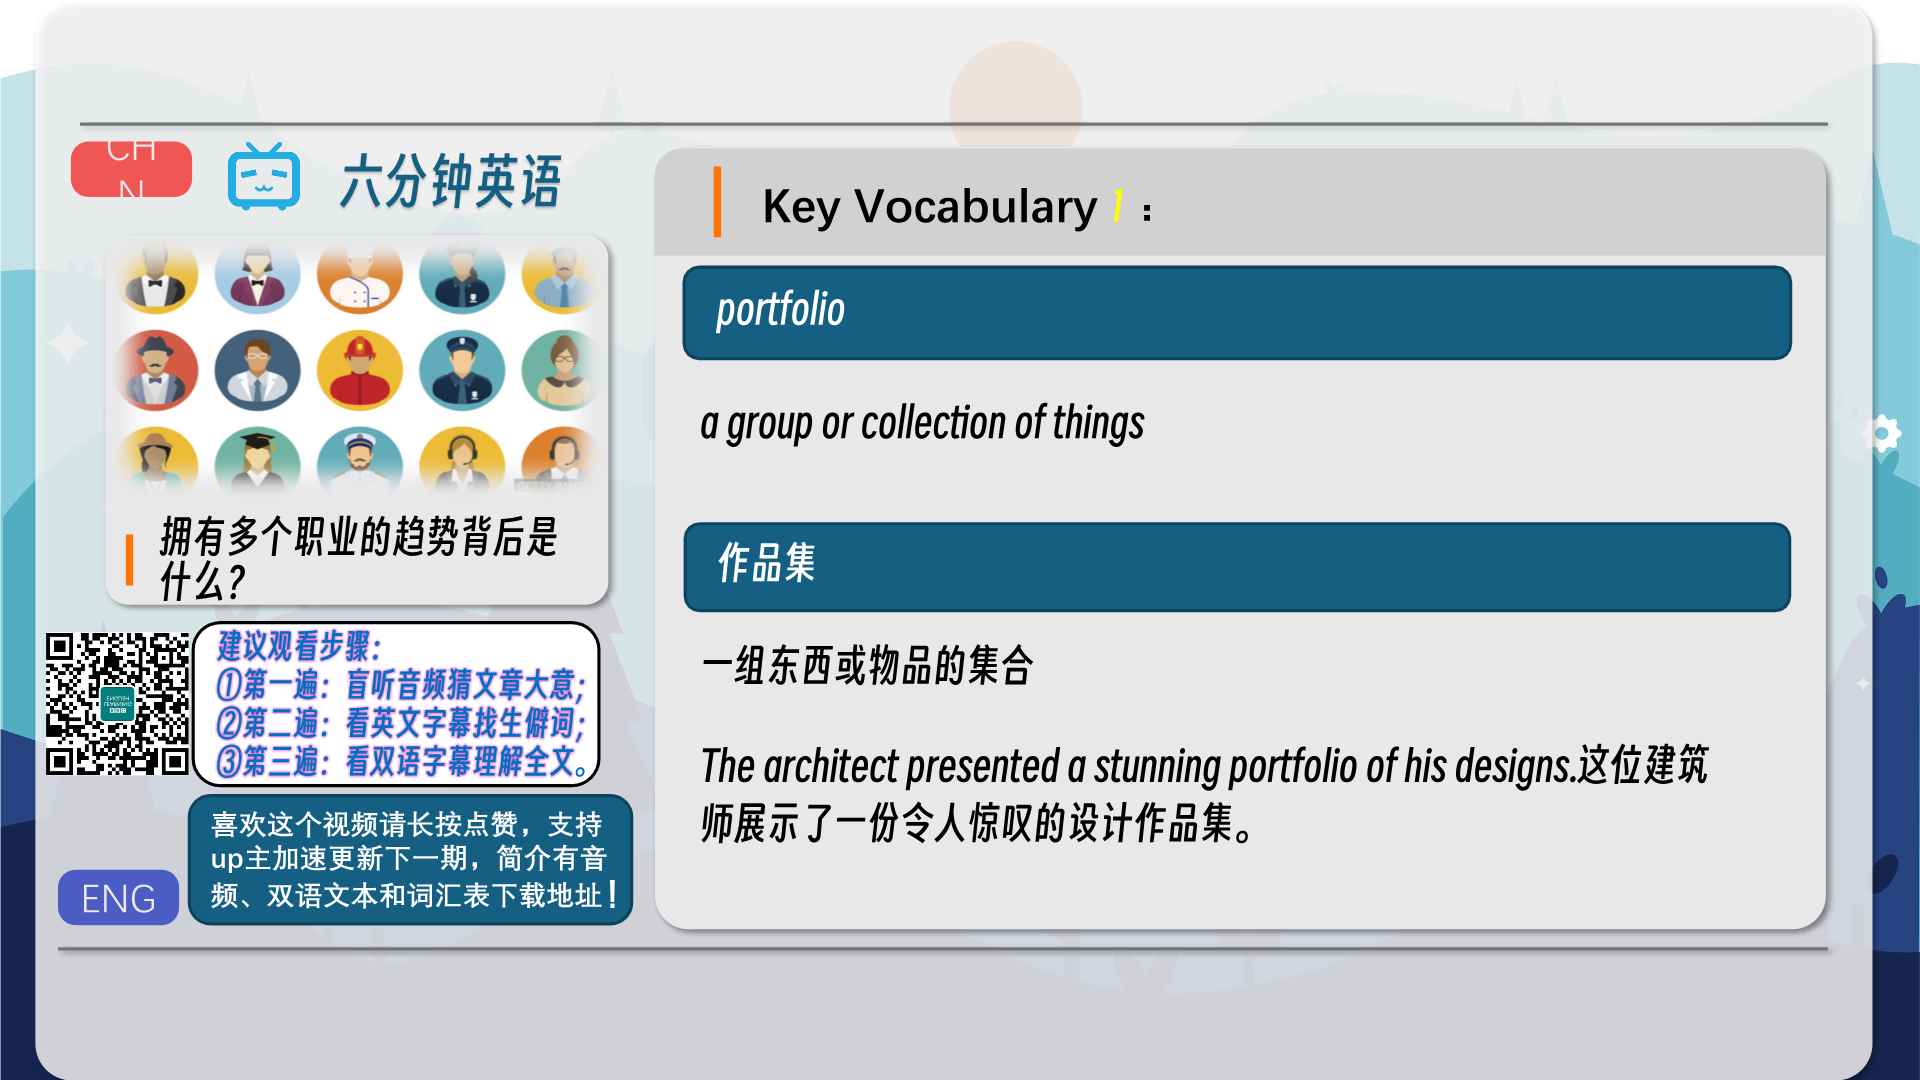 CH
N
六分钟英语
拥有多个职业的趋势背后是
什么？
建议观看步骤：
①第一遍：盲听音频猜文章大意；
②第二遍：看英文字幕找生僻词；
③第三遍：看双语字幕理解全文。
喜欢这个视频请长按点赞，支持
up主加速更新下一期，简介有音
频、双语文本和词汇表下载地址！
ENG
Key Vocabulary 1：
portfolio
a group or collection of things
作品集
一组东西或物品的集合
The architect presented a stunning portfolio of his designs.这位建筑
师展示了一份令人惊叹的设计作品集。